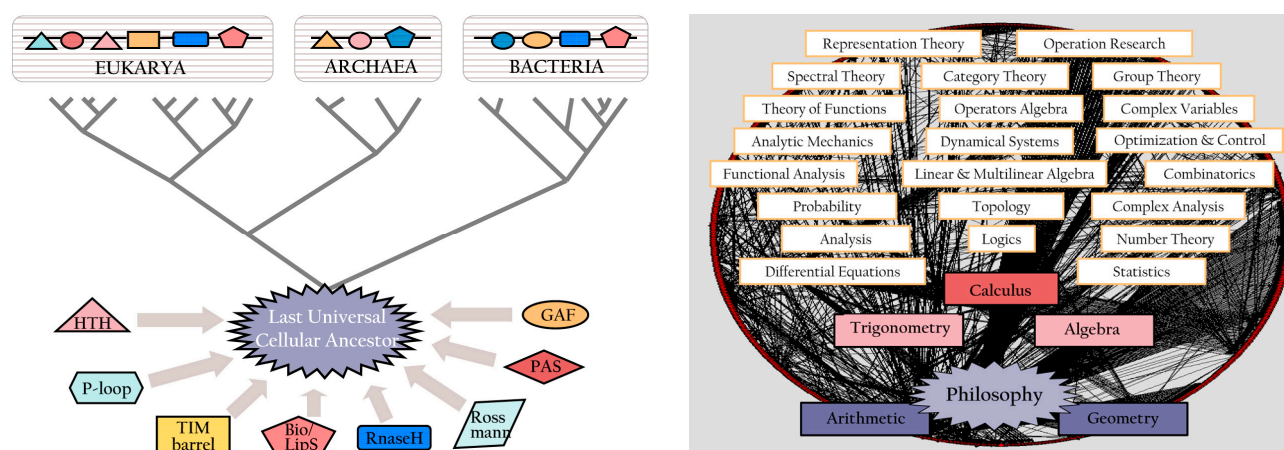 EUKARYA
ARCHAEA
BACTERIA
Last Universal
Cellular Ancestor
HTH
GAF
P-loop
PAS
TIM
barrel
Bio/
LipS
RnaseH
Ross
mann
Representation Theory
Operation Research
Spectral Theory
Category Theory
Group Theory
Theory of Functions
Operators Algebra
Complex Variables
Analytic Mechanics
Dynamical Systems
Optimization & Control
Functional Analysis
Linear & Multilinear Algebra
Combinatorics
Probability
Topology
Complex Analysis
Analysis
Logics
Number Theory
Differential Equations
Statistics
Calculus
Trigonometry
Algebra
Philosophy
Arithmetic
Geometry